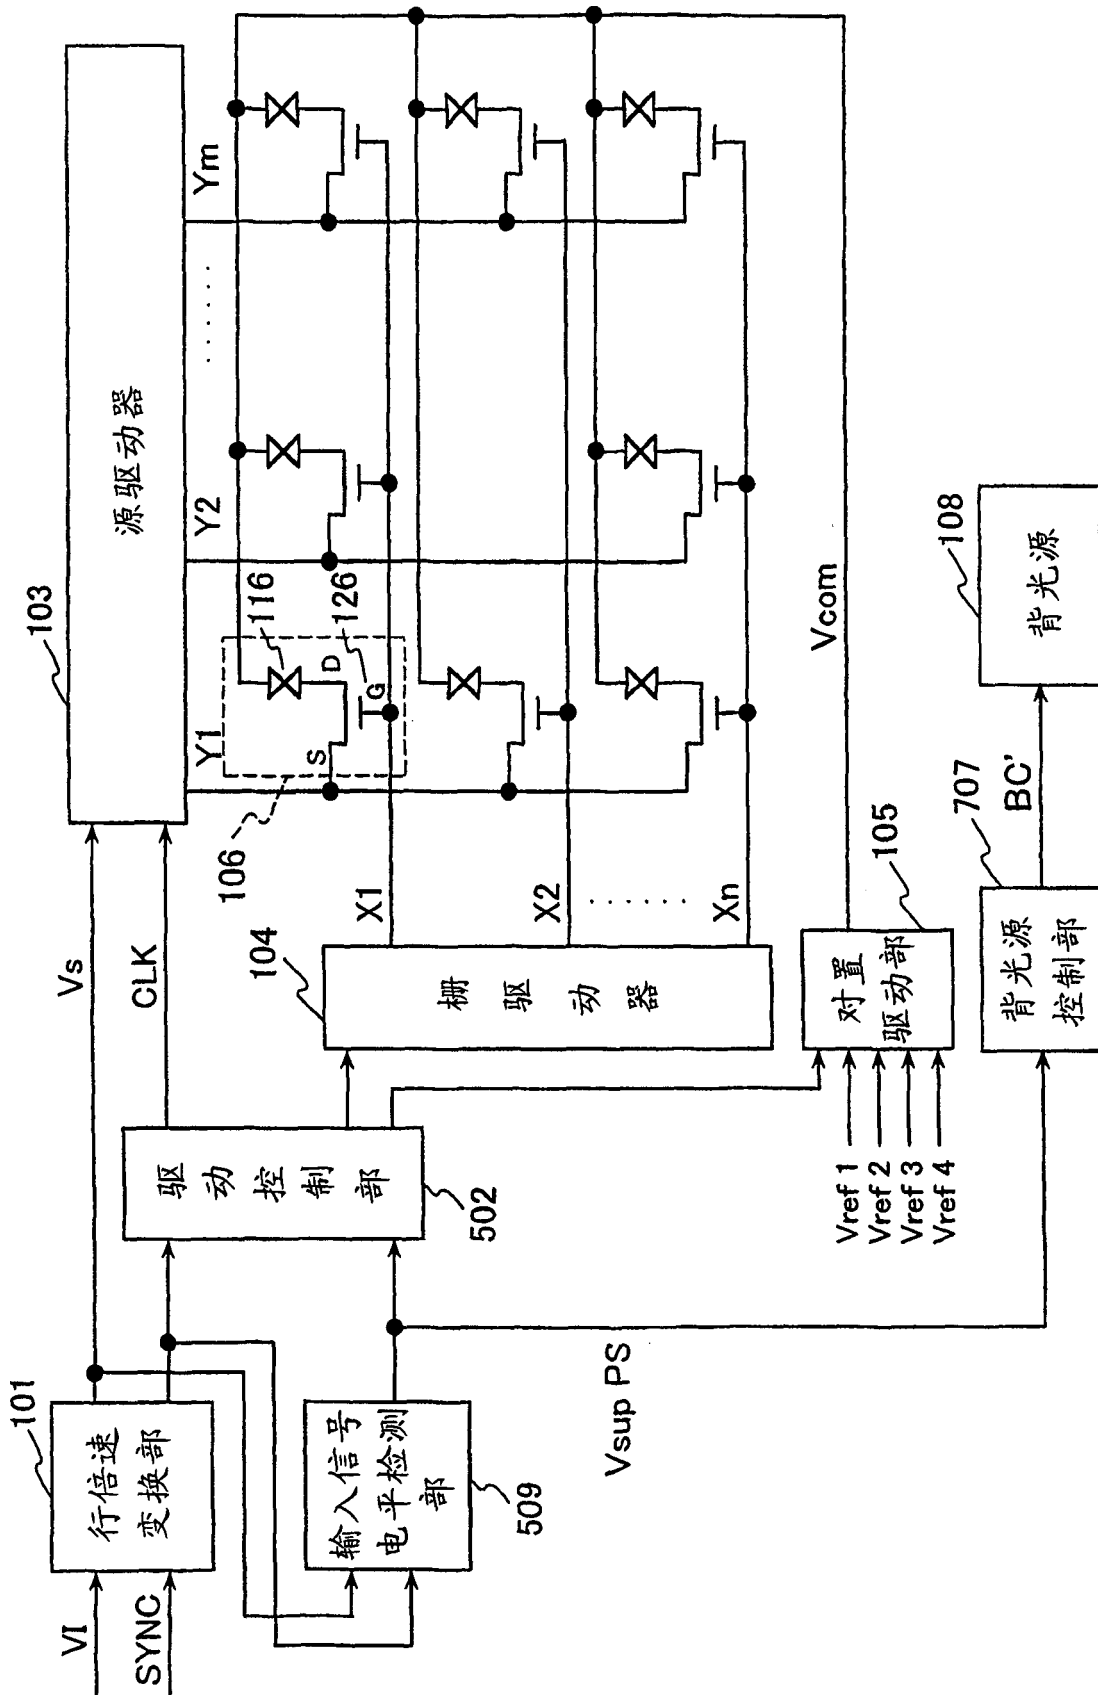 VI
SYNC
101
行倍速
变换部
输入信号
电平检测
部
509
Vs
CLK
驱动控制部
502
Vsup PS
103
源驱动器
104
栅驱动器
Y1
Y2
······
Ym
106
116
126
S
D
G
X1
X2
······
Xn
Vref 1
Vref 2
Vref 3
Vref 4
对置
驱动部
105
Vcom
背光源
控制部
707
BC'
背光源
108